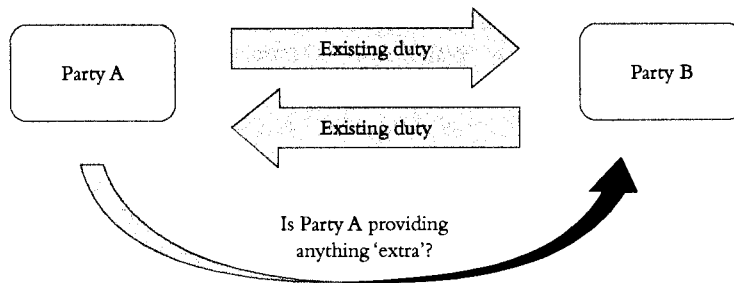 Existing duty
Party A
Party B
Existing duty
Is Party A providing
anything ‘extra’?